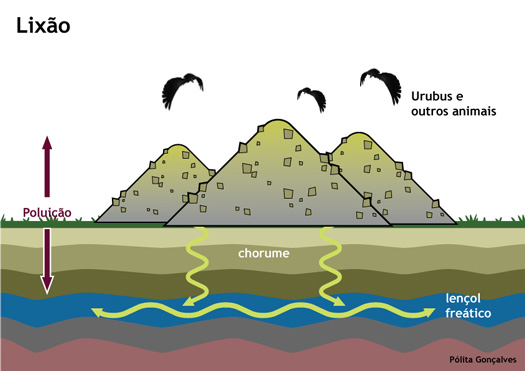 Lixão
Urubus e
outros animais
Poluição
chorume
lençol
freático
Pólita Gonçalves